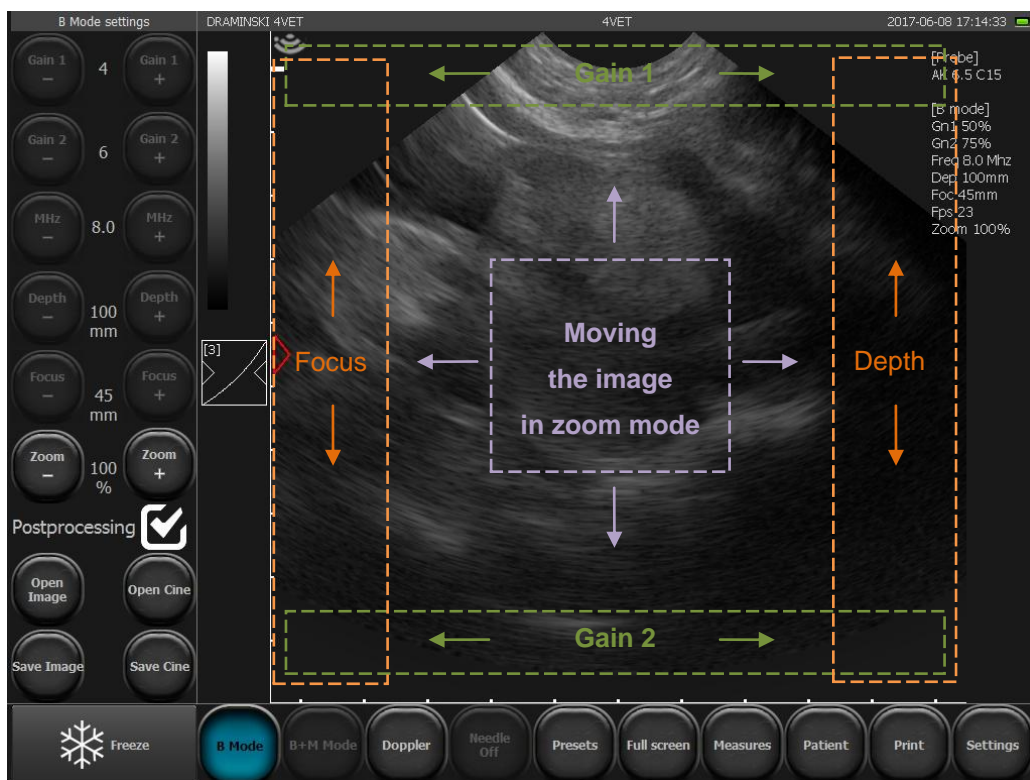 B Mode settings
DRAMINSKI 4VET
4VET
2017-06-08 17:14:33
Gain 1
−
4
Gain 1
+
Gain 2
−
6
Gain 2
+
MHz
−
8.0
MHz
+
Depth
−
100
mm
Depth
+
Focus
−
45
mm
Focus
+
Zoom
−
100
%
Zoom
+
Postprocessing
Open
Image
Open Cine
Save Image
Save Cine
[3]
Gain 1
[Probe]
6.5 C15
[B mode]
Gn1 50%
Gn2 75%
Freq 8.0 Mhz
Dep 100mm
Foc 45mm
Fps 23
Zoom 100%
Focus
Moving
the image
in zoom mode
Depth
Gain 2
Freeze
B Mode
B+M Mode
Doppler
Needle
Off
Presets
Full screen
Measures
Patient
Print
Settings